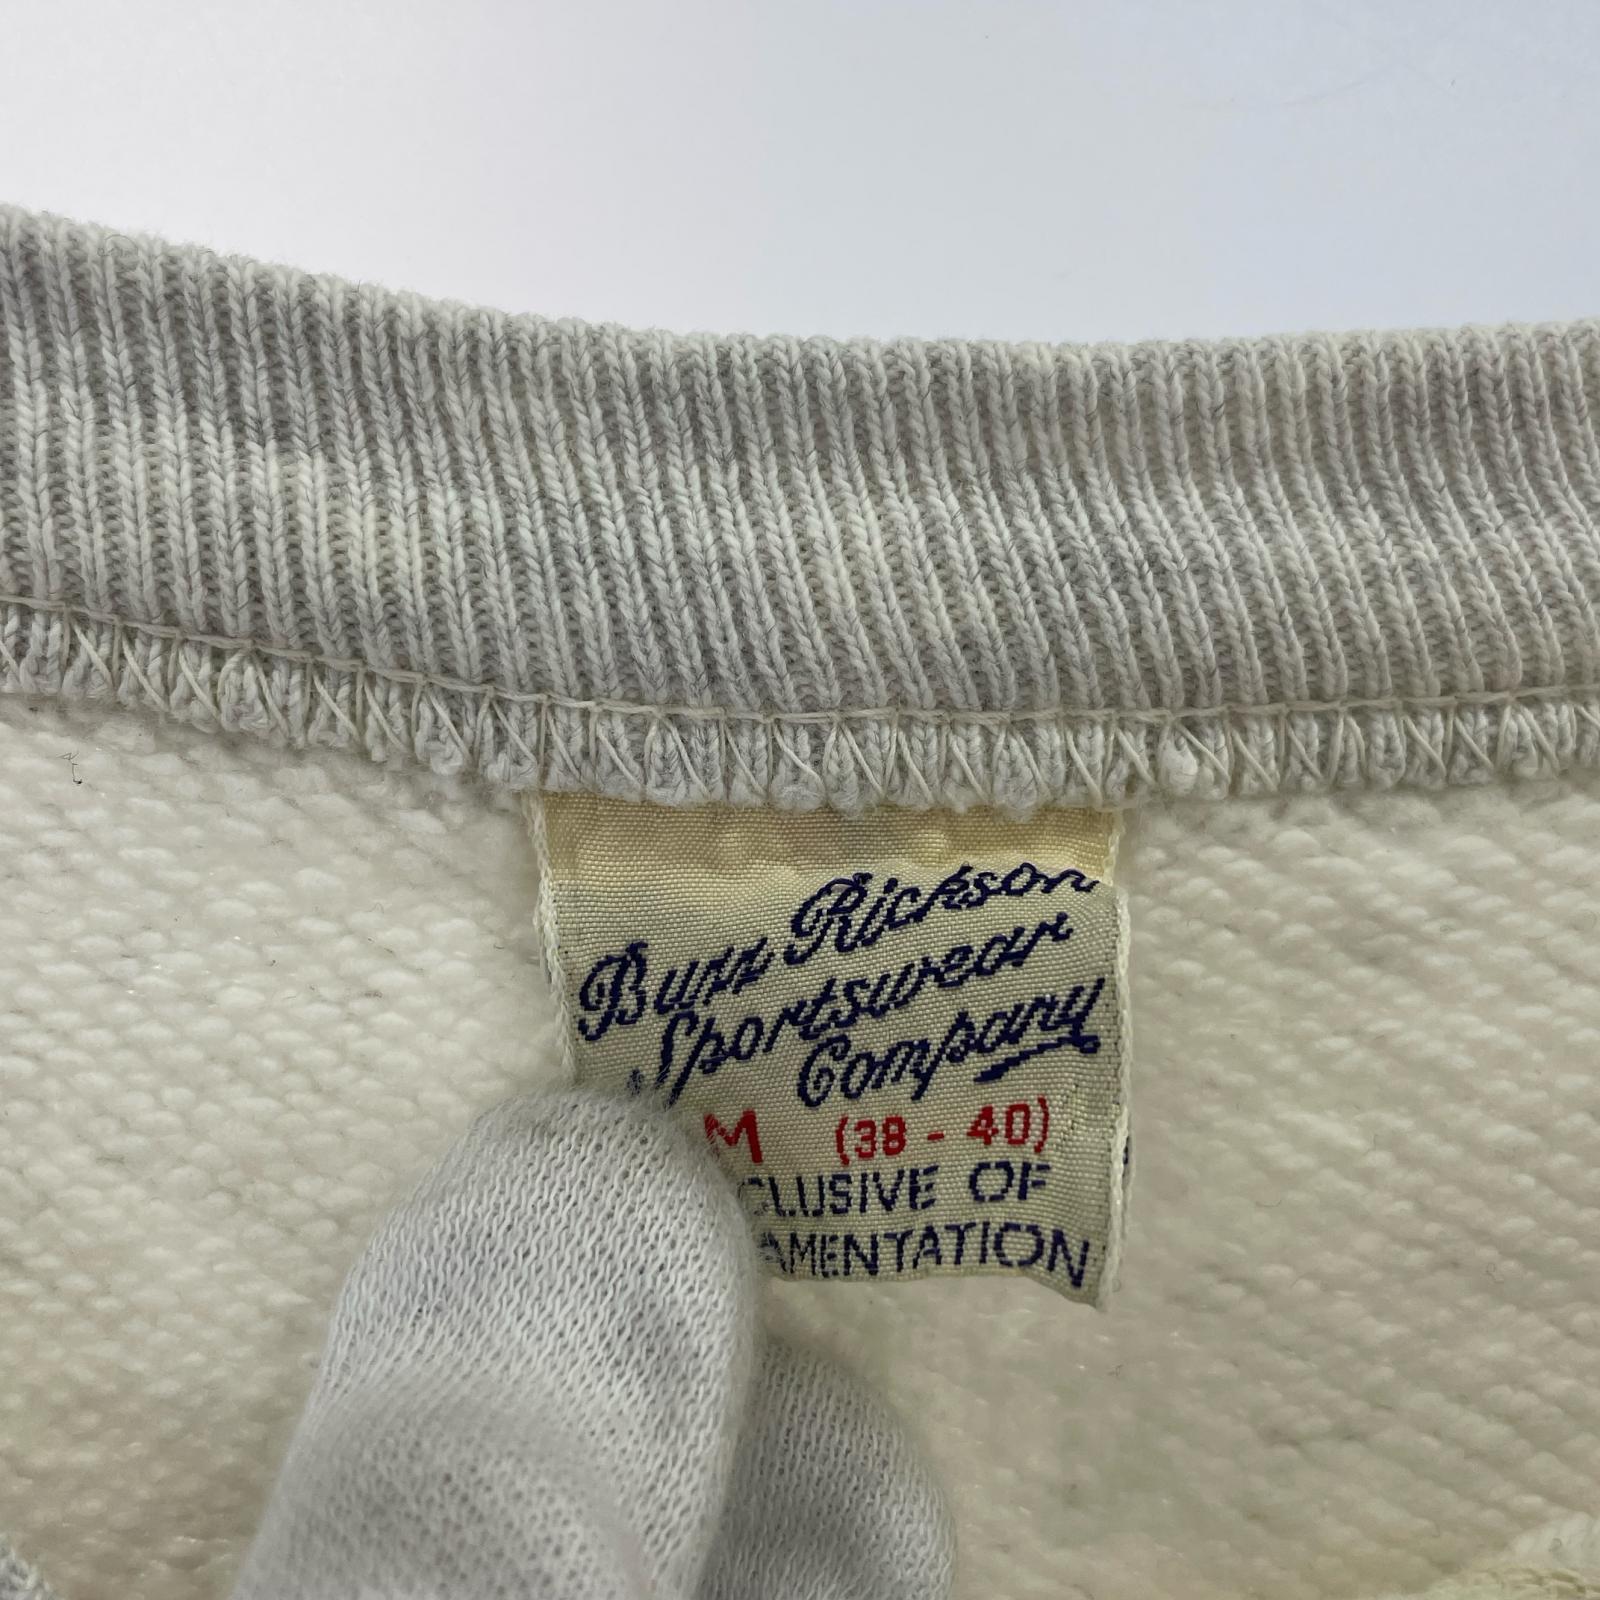 Buzz Rickson
Sportswear
Company
M (38 - 40)
CLUSIVE OF
AMENTATION